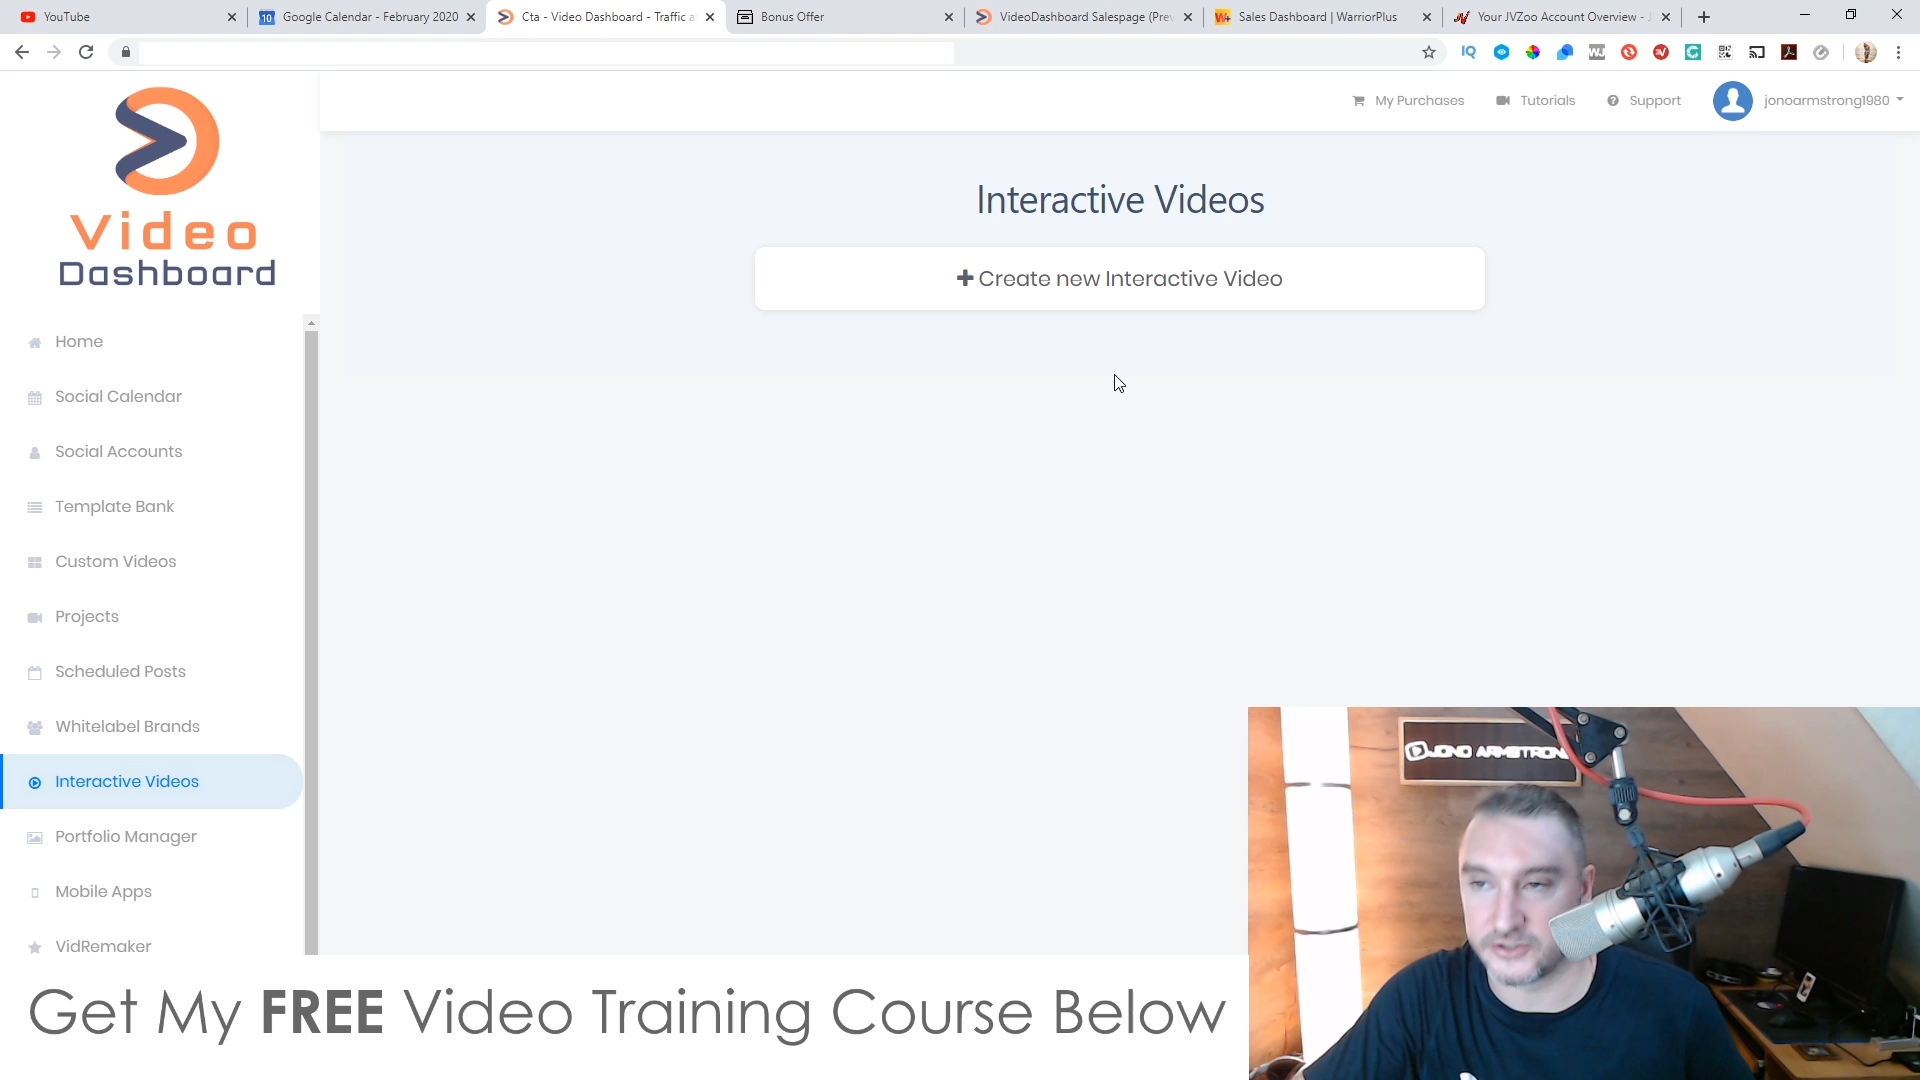 YouTube
Google Calendar - February 2020
Cta - Video Dashboard - Traffic a
Bonus Offer
VideoDashboard Salespage (Prev
Sales Dashboard | WarriorPlus
Your JVZoo Account Overview -
My Purchases
Tutorials
Support
jonoarmstrong1980
Video
Dashboard
Interactive Videos
Create new Interactive Video
Home
Social Calendar
Social Accounts
Template Bank
Custom Videos
Projects
Scheduled Posts
Whitelabel Brands
Interactive Videos
Portfolio Manager
Mobile Apps
VidRemaker
JONO ARMSTRON
Get My FREE Video Training Course Below